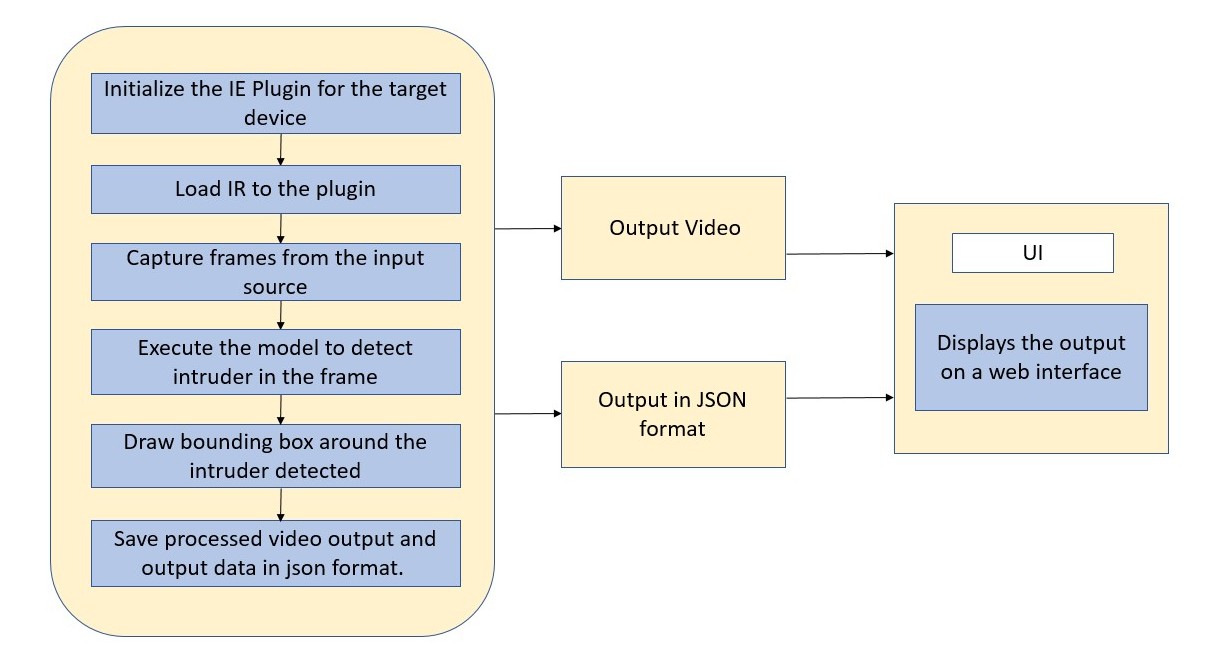 Initialize the IE Plugin for the target
device
Load IR to the plugin
Capture frames from the input
source
Execute the model to detect
intruder in the frame
Draw bounding box around the
intruder detected
Save processed video output and
output data in json format.
Output Video
Output in JSON
format
UI
Displays the output
on a web interface